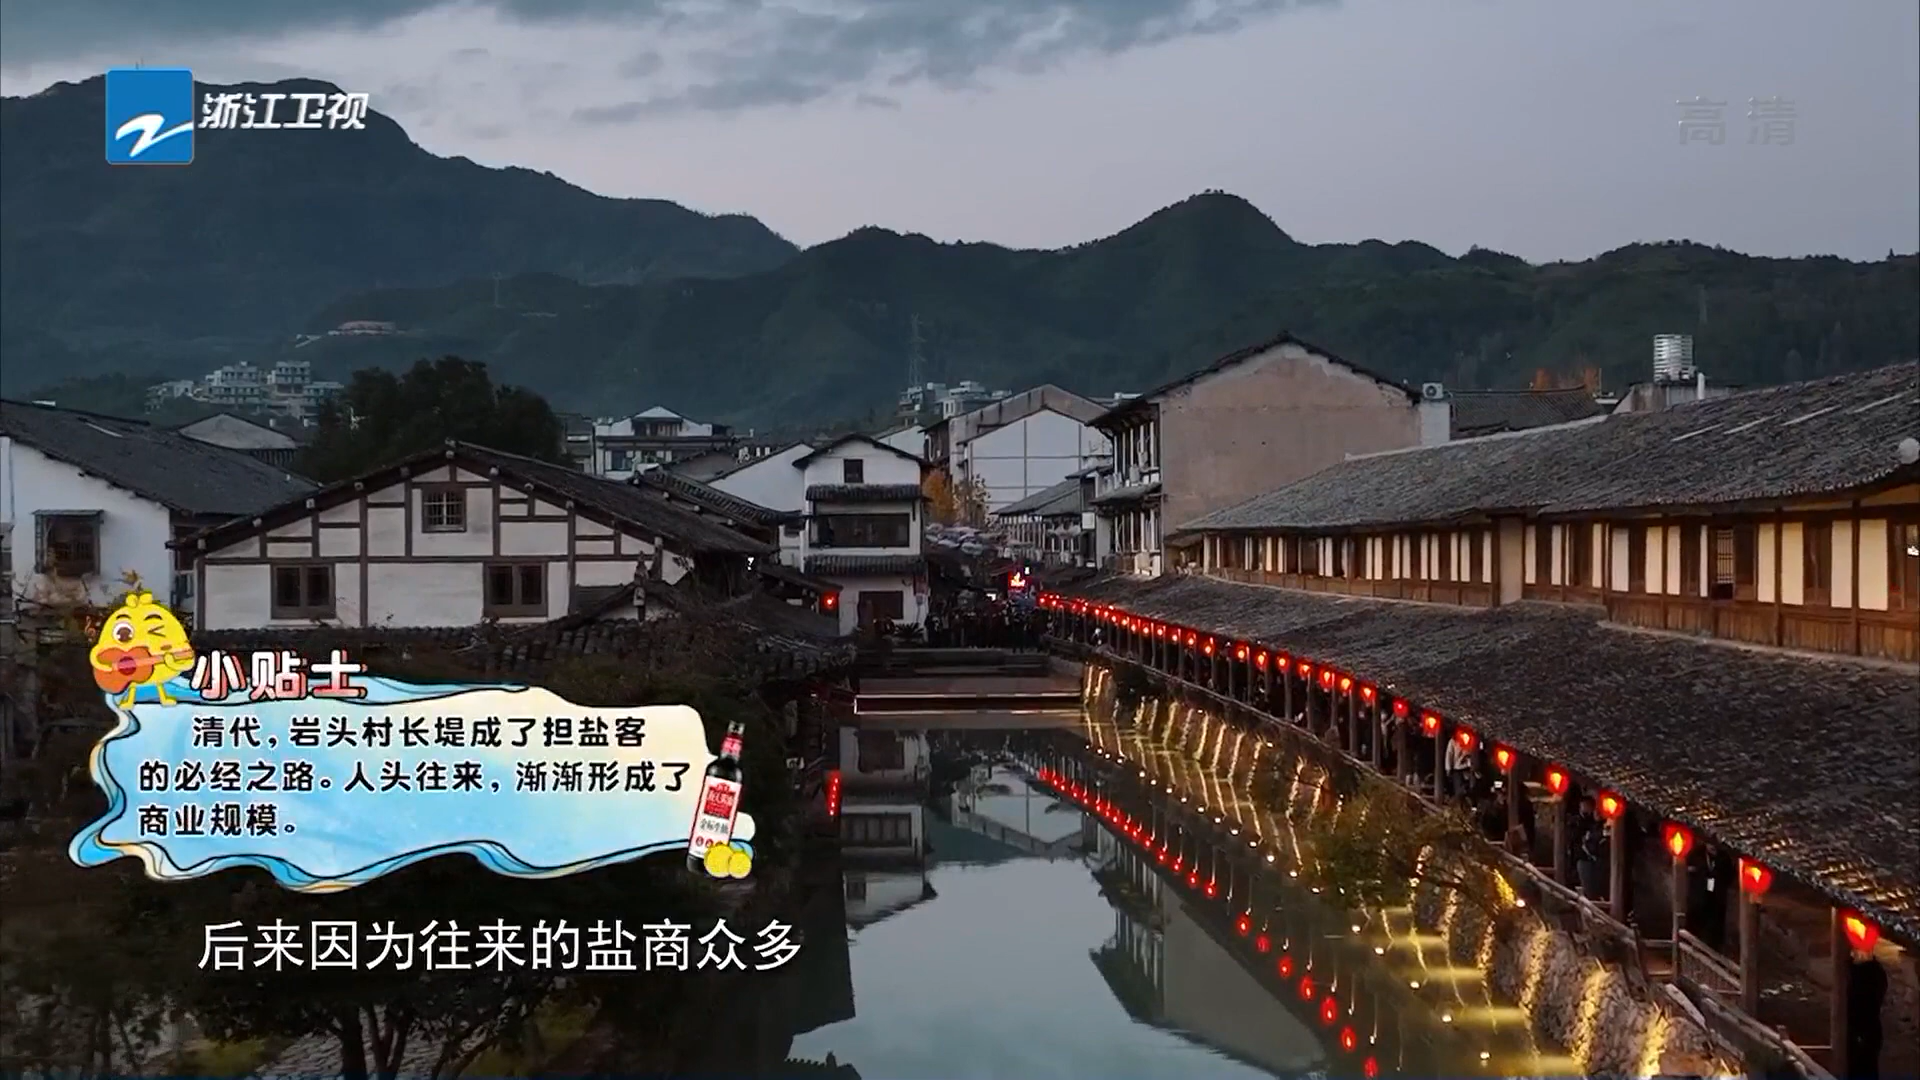 浙江卫视
高清
小贴士
清代，岩头村长堤成了担盐客
的必经之路。人头往来，渐渐形成了
商业规模。
后来因为往来的盐商众多